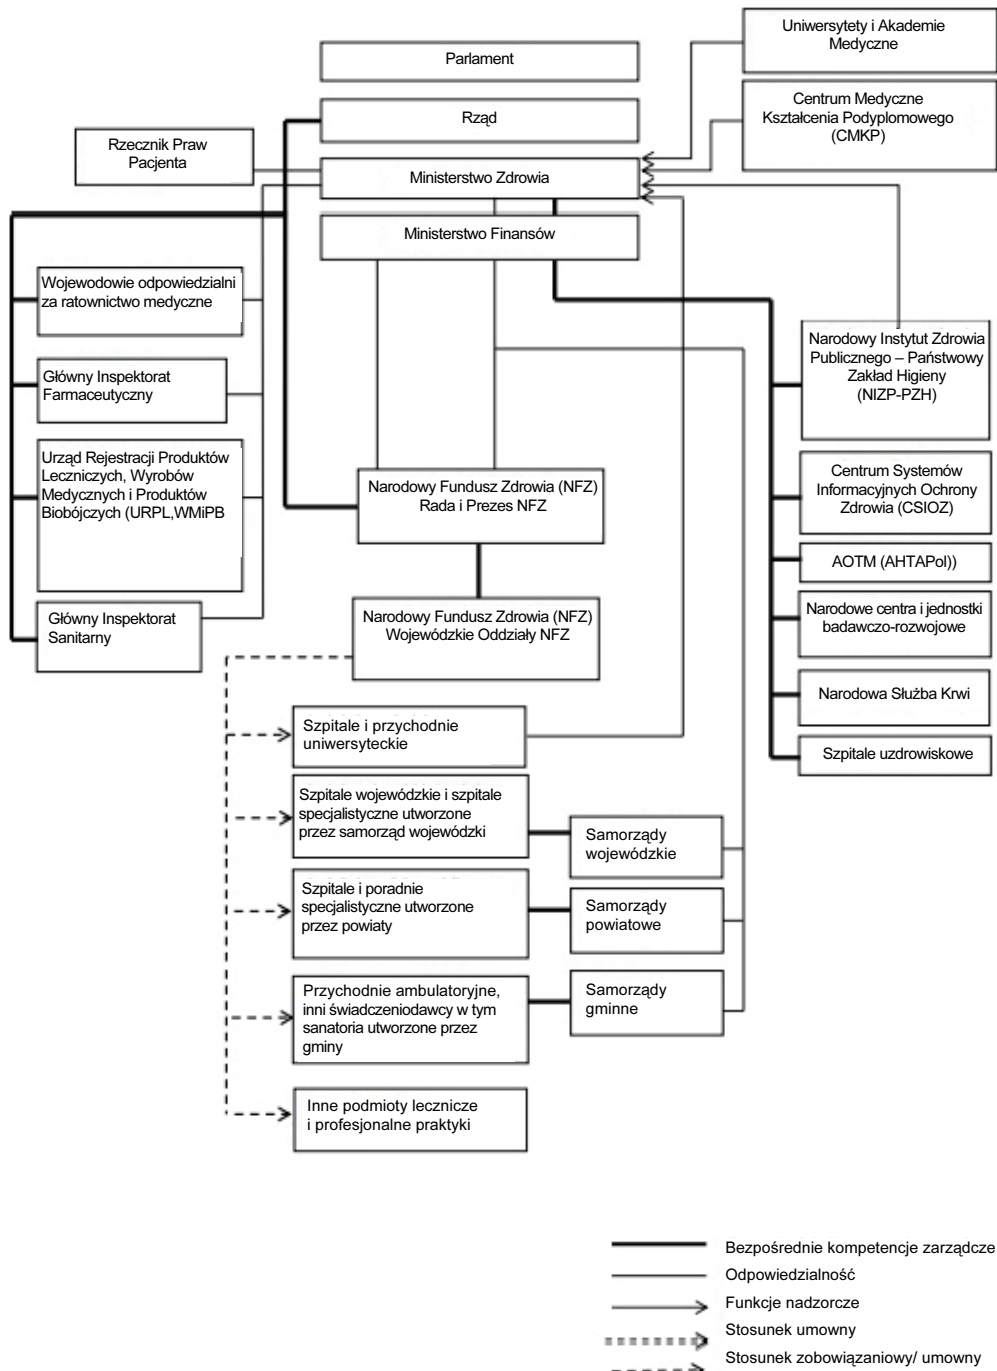 Uniwersytety i Akademie
Medyczne
Parlament
Centrum Medyczne
Kształcenia Podyplomowego
(CMKP)
Rząd
Rzecznik Praw
Pacjenta
Ministerstwo Zdrowia
Ministerstwo Finansów
Wojewodowie odpowiedzialni
za ratownictwo medyczne
Narodowy Instytut Zdrowia
Publicznego – Państwowy
Zakład Higieny
(NIZP-PZH)
Główny Inspektorat
Farmaceutyczny
Urząd Rejestracji Produktów
Leczniczych, Wyrobów
Medycznych i Produktów
Biobójczych (URPL,WMiPB
Centrum Systemów
Informacyjnych Ochrony
Zdrowia (CSIOZ)
Narodowy Fundusz Zdrowia (NFZ)
Rada i Prezes NFZ
AOTM (AHTAPol))
Narodowe centra i jednostki
badawczo-rozwojowe
Główny Inspektorat
Sanitarny
Narodowy Fundusz Zdrowia (NFZ)
Wojewódzkie Oddziały NFZ
Narodowa Służba Krwi
Szpitale i przychodnie
uniwersyteckie
Szpitale uzdrowiskowe
Szpitale wojewódzkie i szpitale
specjalistyczne utworzone
przez samorząd wojewódzki
Samorządy
wojewódzkie
Szpitale i poradnie
specjalistyczne utworzone
przez powiaty
Samorządy
powiatowe
Przychodnie ambulatoryjne,
inni świadczeniodawcy w tym
sanatoria utworzone przez
gminy
Samorządy
gminne
Inne podmioty lecznicze
i profesjonalne praktyki
Bezpośrednie kompetencje zarządcze
Odpowiedzialność
Funkcje nadzorcze
Stosunek umowny
Stosunek zobowiązaniowy/ umowny